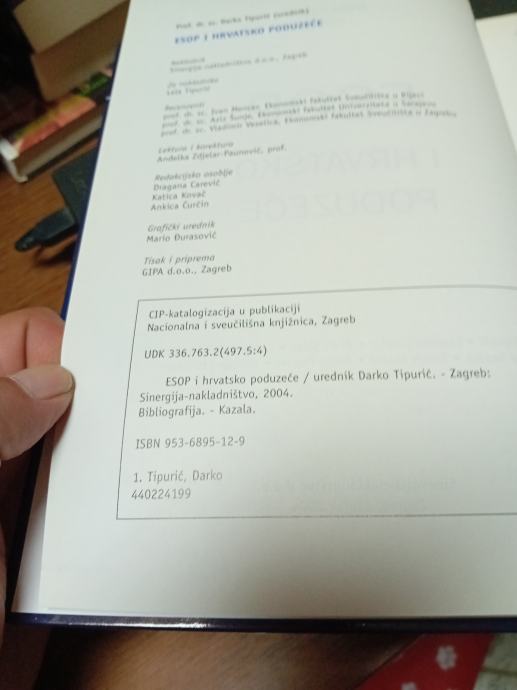 Prof. dr. sc. Darko Tipurić (urednik)
ESOP I HRVATSKO PODUZEĆE
Nakladnik
Sinergija-nakladništvo d.o.o., Zagreb
Za nakladnika
Lela Tipurić
Recenzenti
prof. dr. sc. Ivan Mencer, Ekonomski fakultet Sveučilišta u Rijeci
prof. dr. sc. Aziz Šunje, Ekonomski fakultet Univerziteta u Sarajevu
prof. dr. sc. Vladimir Veselica, Ekonomski fakultet Sveučilišta u Zagrebu
Lektura i korektura
Anđelka Zdjelar-Paunović, prof.
Redakcijsko osoblje
Dragana Carević
Katica Kovač
Ankica Čurčin
Grafički urednik
Mario Đurasović
Tisak i priprema
GIPA d.o.o., Zagreb
CIP-katalogizacija u publikaciji
Nacionalna i sveučilišna knjižnica, Zagreb
UDK 336.763.2(497.5:4)
ESOP i hrvatsko poduzeće / urednik Darko Tipurić. - Zagreb:
Sinergija-nakladništvo, 2004.
Bibliografija. - Kazala.
ISBN 953-6895-12-9
1. Tipurić, Darko
440224199